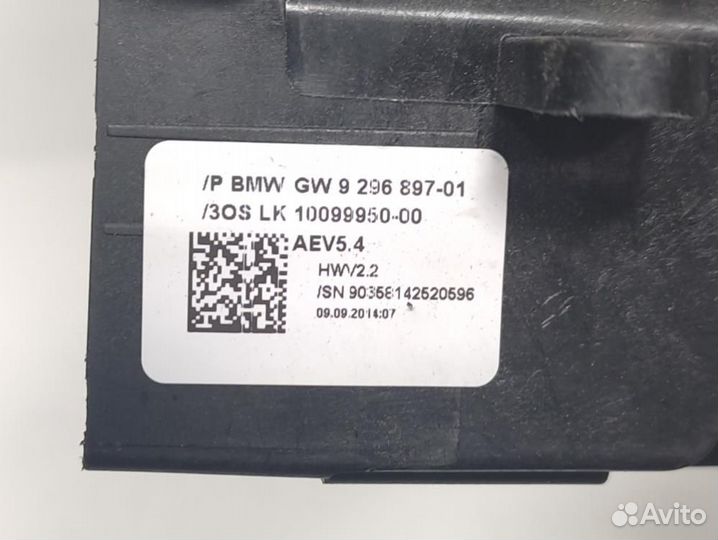 /P BMW GW 9 296 897-01
/3OS LK 10099950-00
AEV5.4
HWV2.2
/SN 90358142520596
09.09.2014:07
Avito